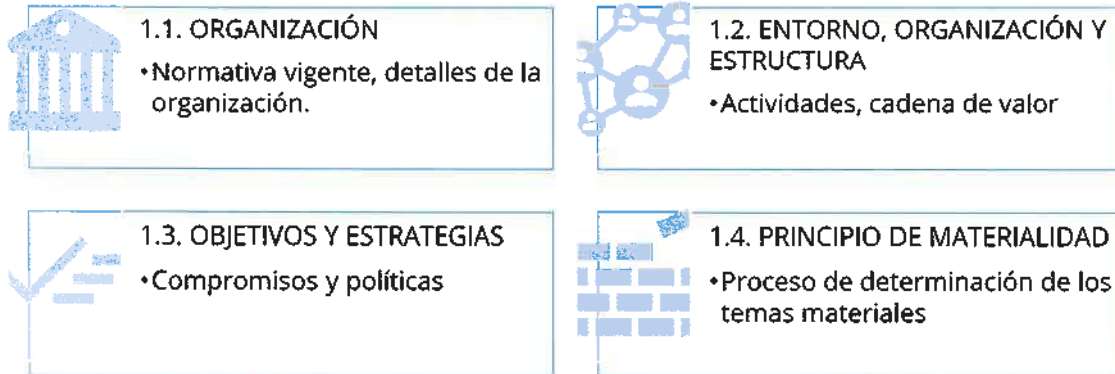 1.1. ORGANIZACIÓN
•Normativa vigente, detalles de la
organización.
1.2. ENTORNO, ORGANIZACIÓN Y
ESTRUCTURA
•Actividades, cadena de valor
1.3. OBJETIVOS Y ESTRATEGIAS
•Compromisos y políticas
1.4. PRINCIPIO DE MATERIALIDAD
•Proceso de determinación de los
temas materiales